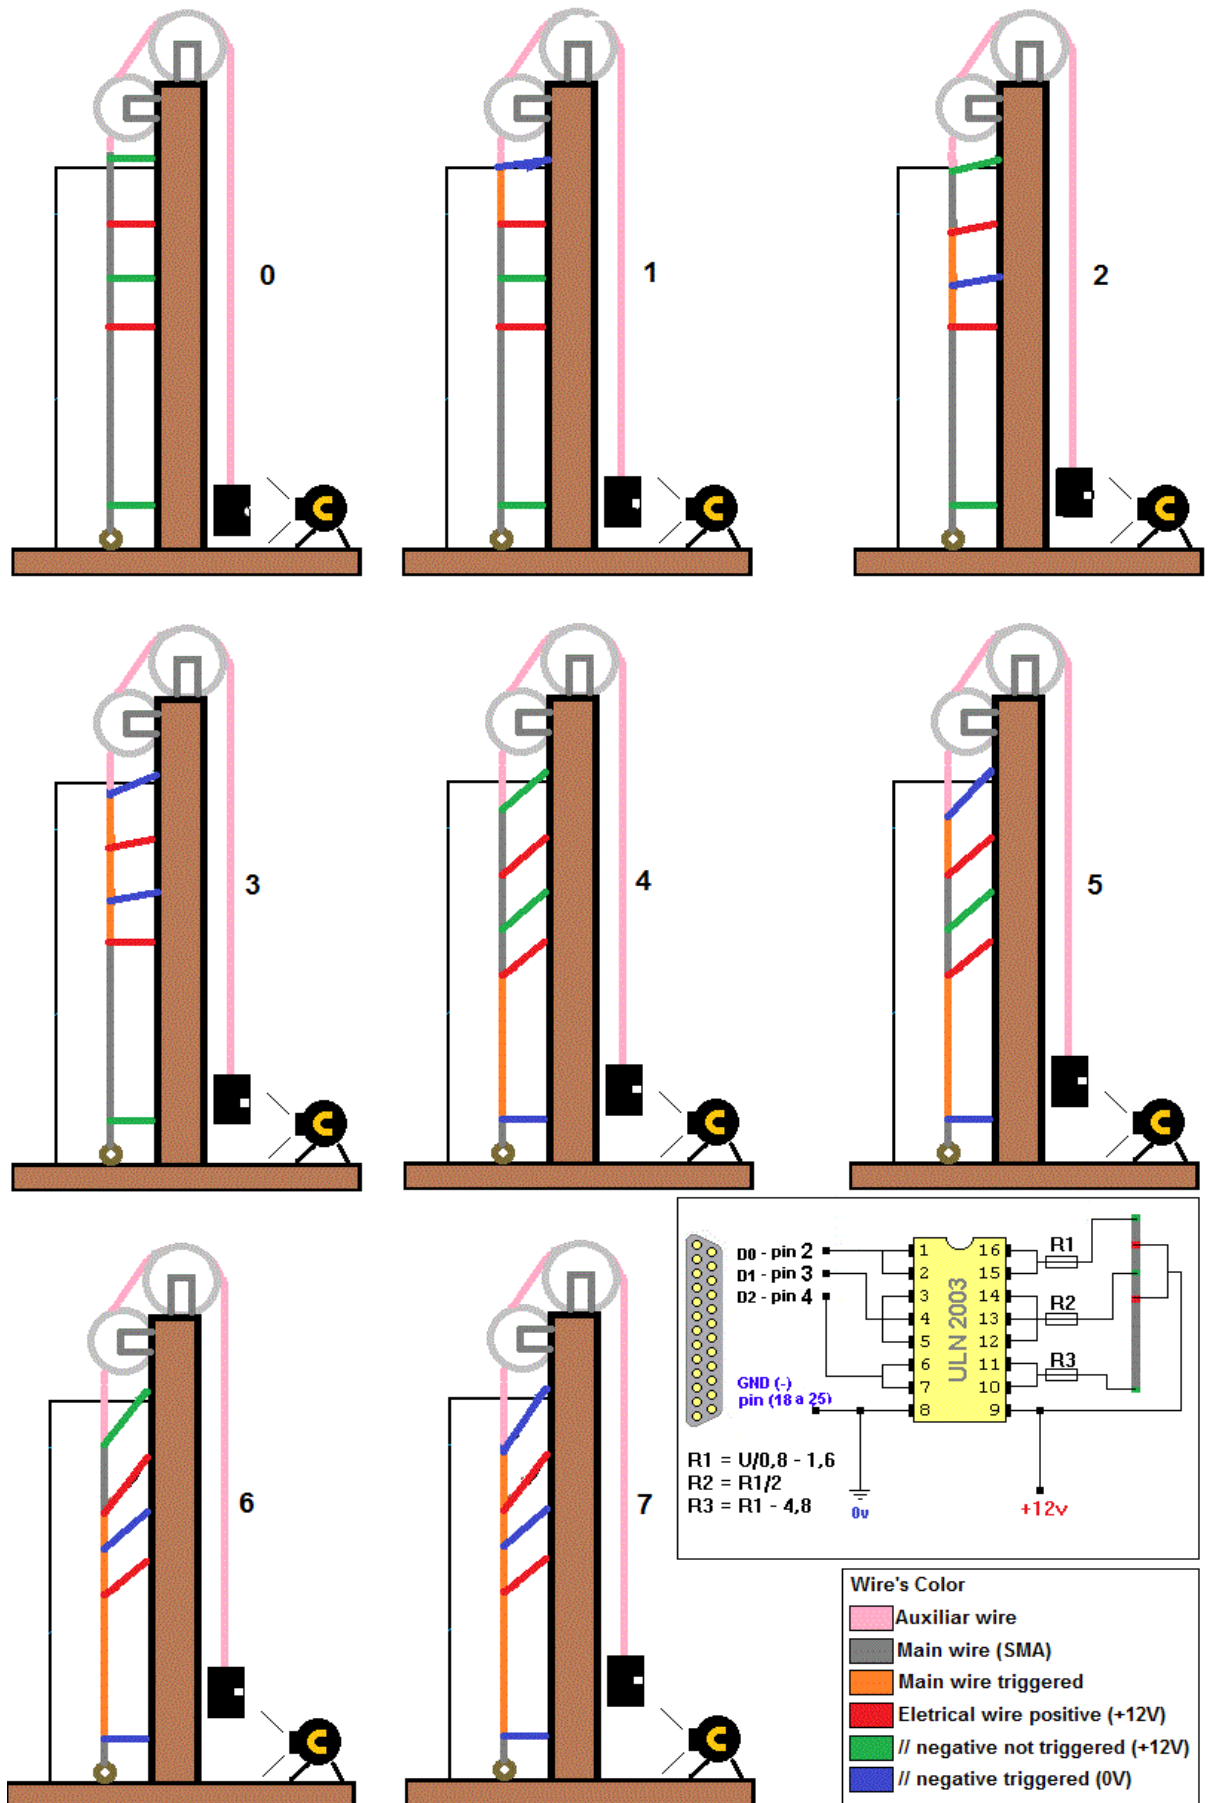 0
1
2
3
4
5
6
7
D0 - pin 2
D1 - pin 3
D2 - pin 4
GND (-)
pin (18 a 25)
1 16
2 15
3 14
4 13
5 12
6 11
7 10
8 9
ULN 2003
R1
R2
R3
R1 = U/0,8 - 1,6
R2 = R1/2
R3 = R1 - 4,8
0v
+12v
Wire's Color
Auxiliar wire
Main wire (SMA)
Main wire triggered
Eletrical wire positive (+12V)
// negative not triggered (+12V)
// negative triggered (0V)